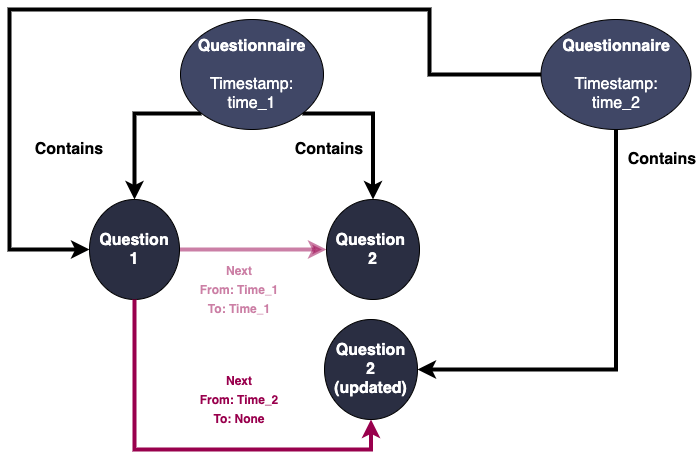 Questionnaire
Timestamp:
time_1
Questionnaire
Timestamp:
time_2
Contains
Contains
Contains
Question
1
Question
2
Next
From: Time_1
To: Time_1
Question
2
(updated)
Next
From: Time_2
To: None